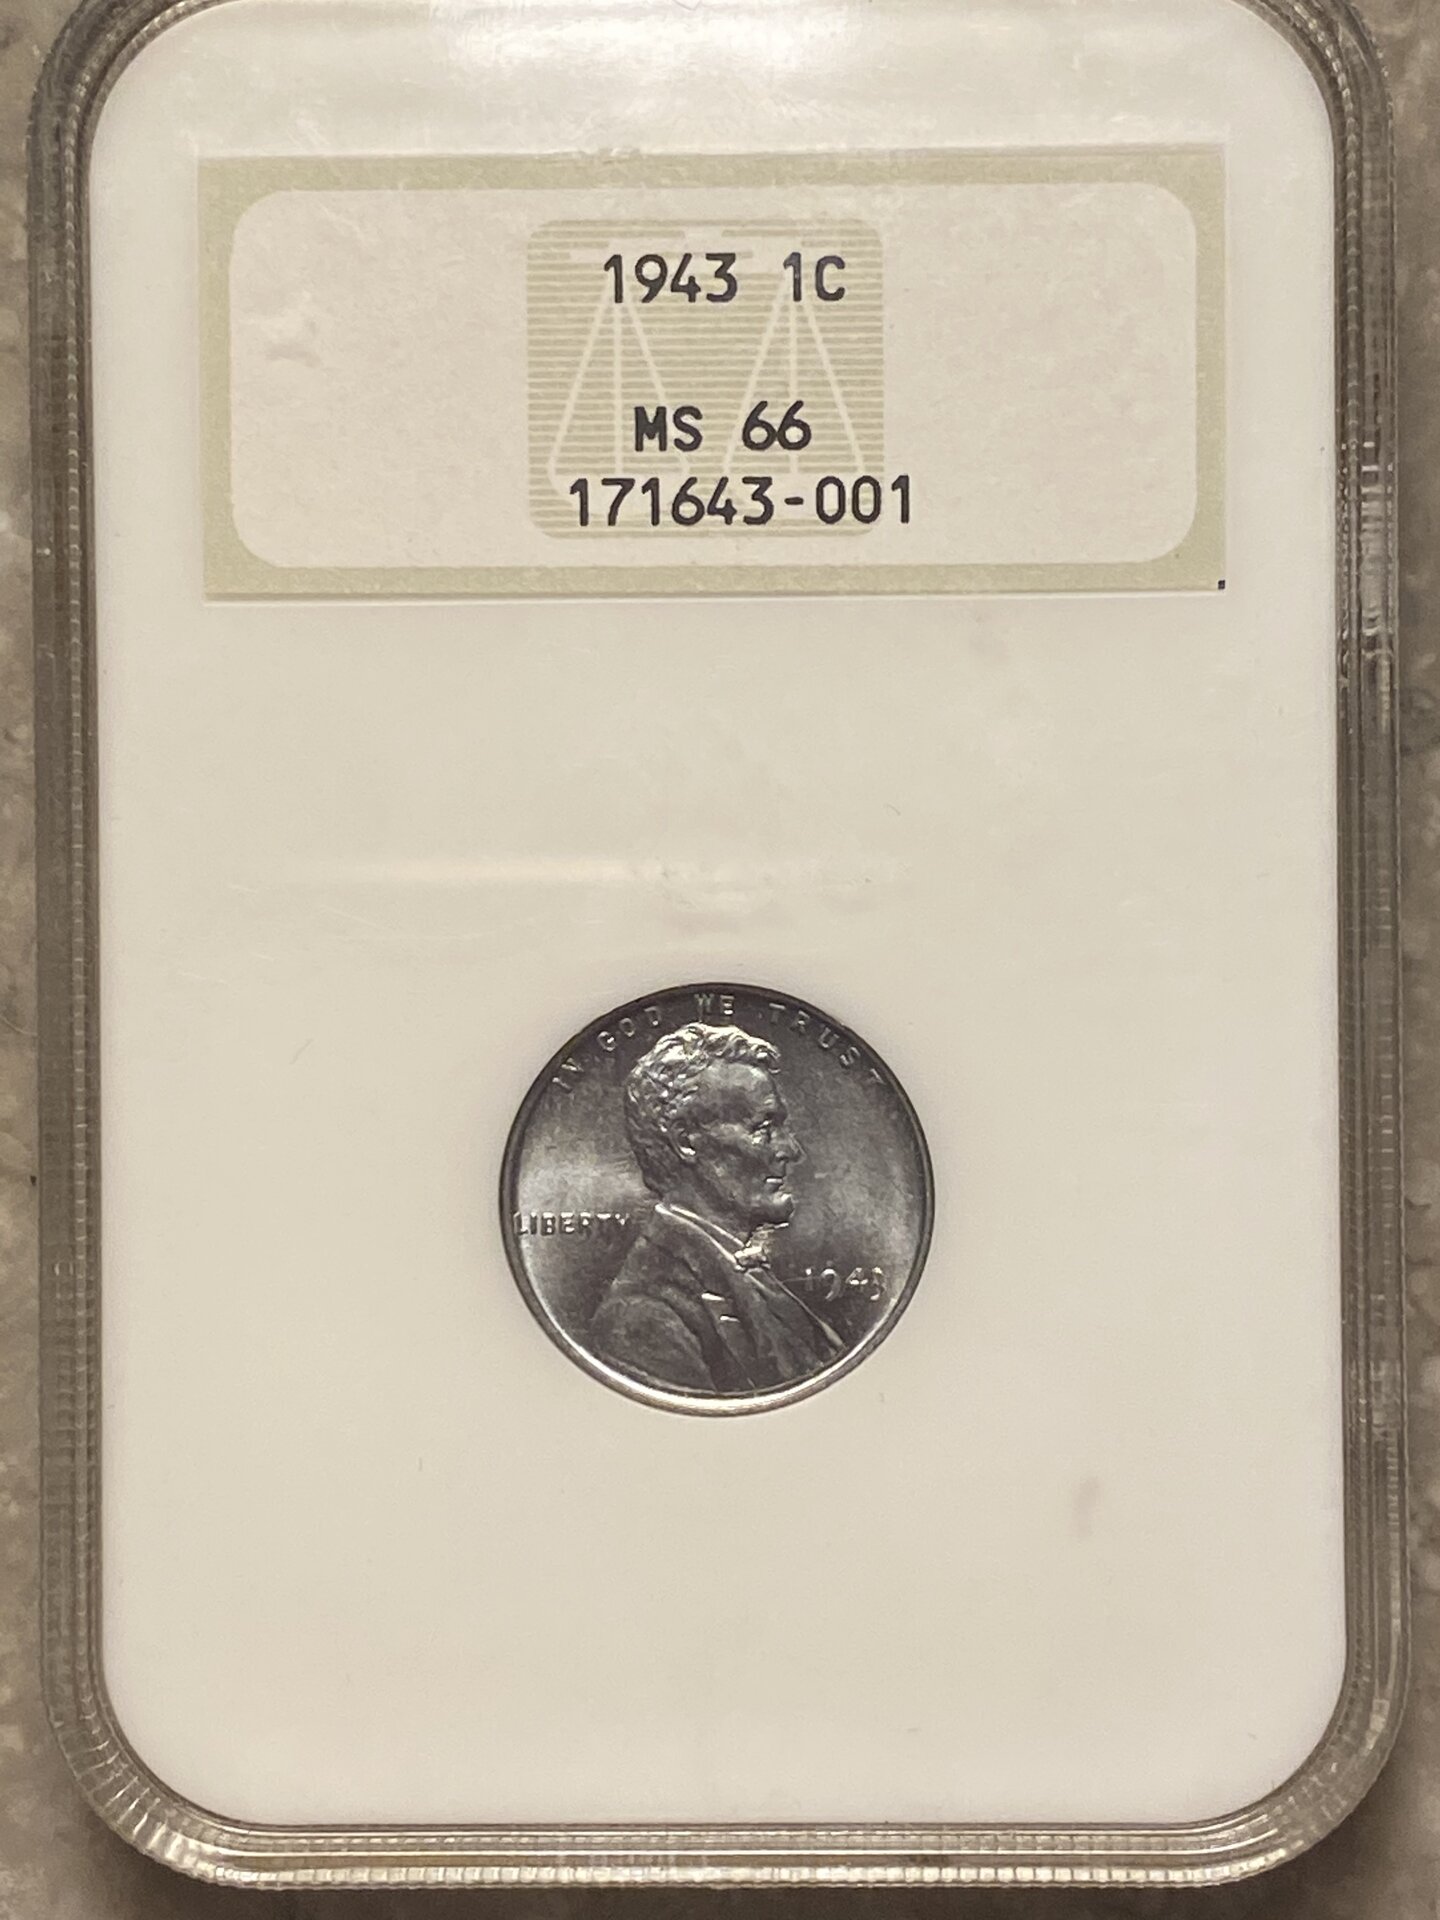 1943 1C
MS 66
171643-001
IN GOD WE TRUST
LIBERTY
1943